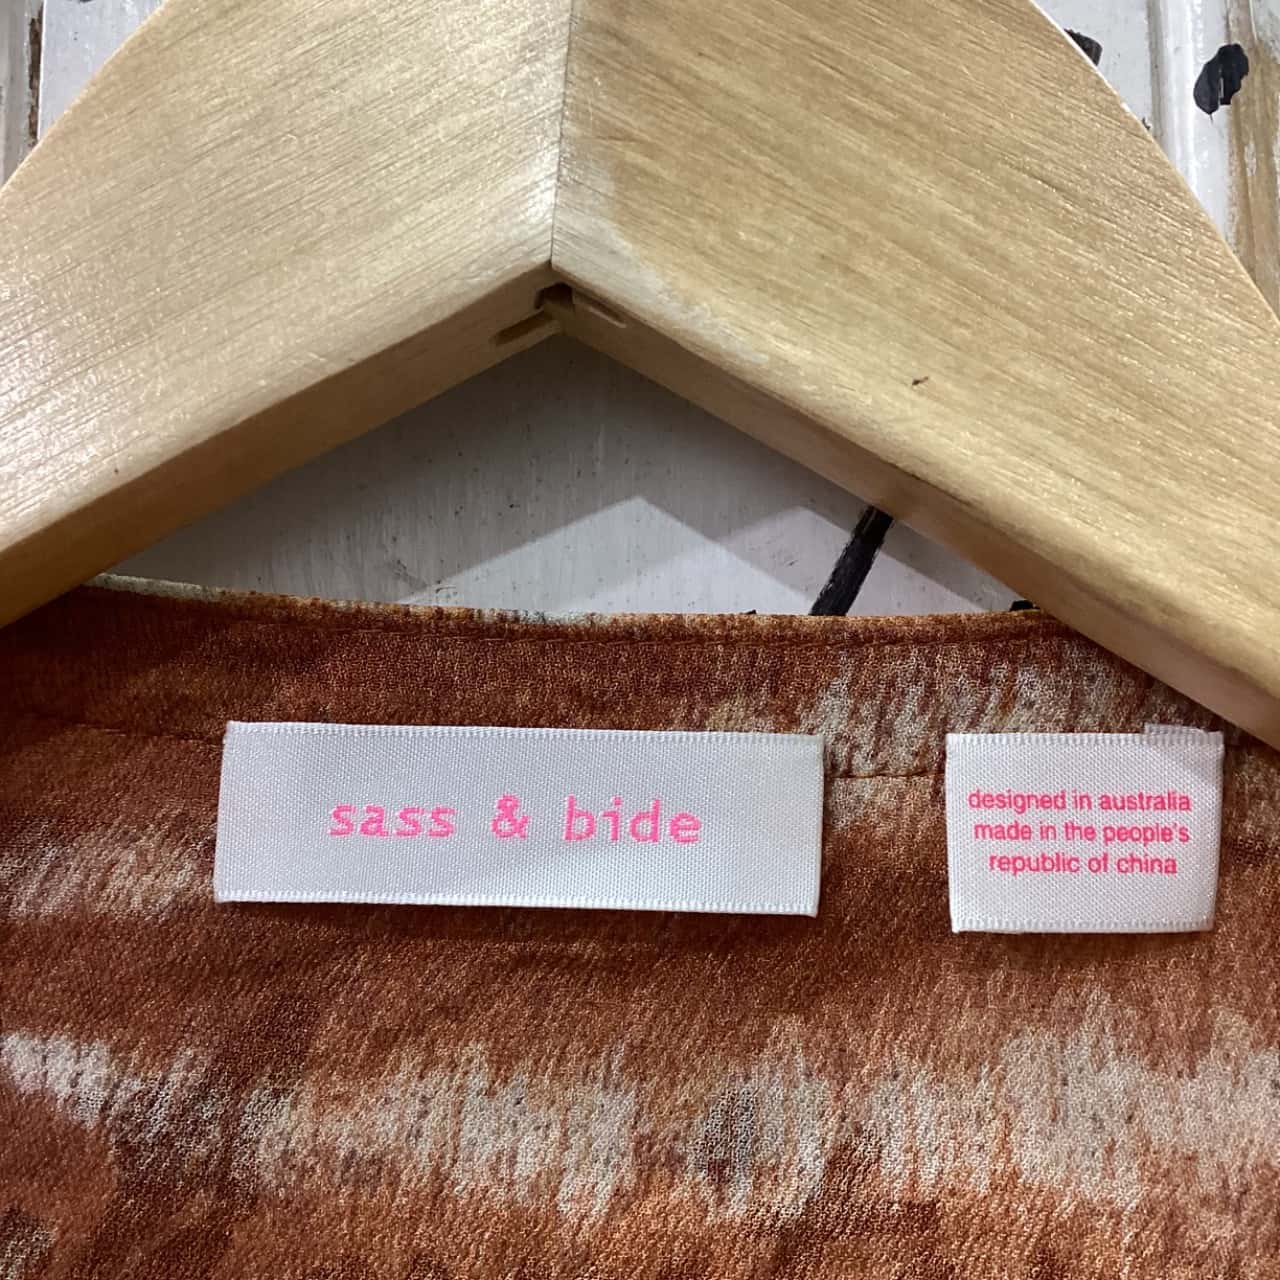 sass & bide
designed in australia
made in the people's
republic of china